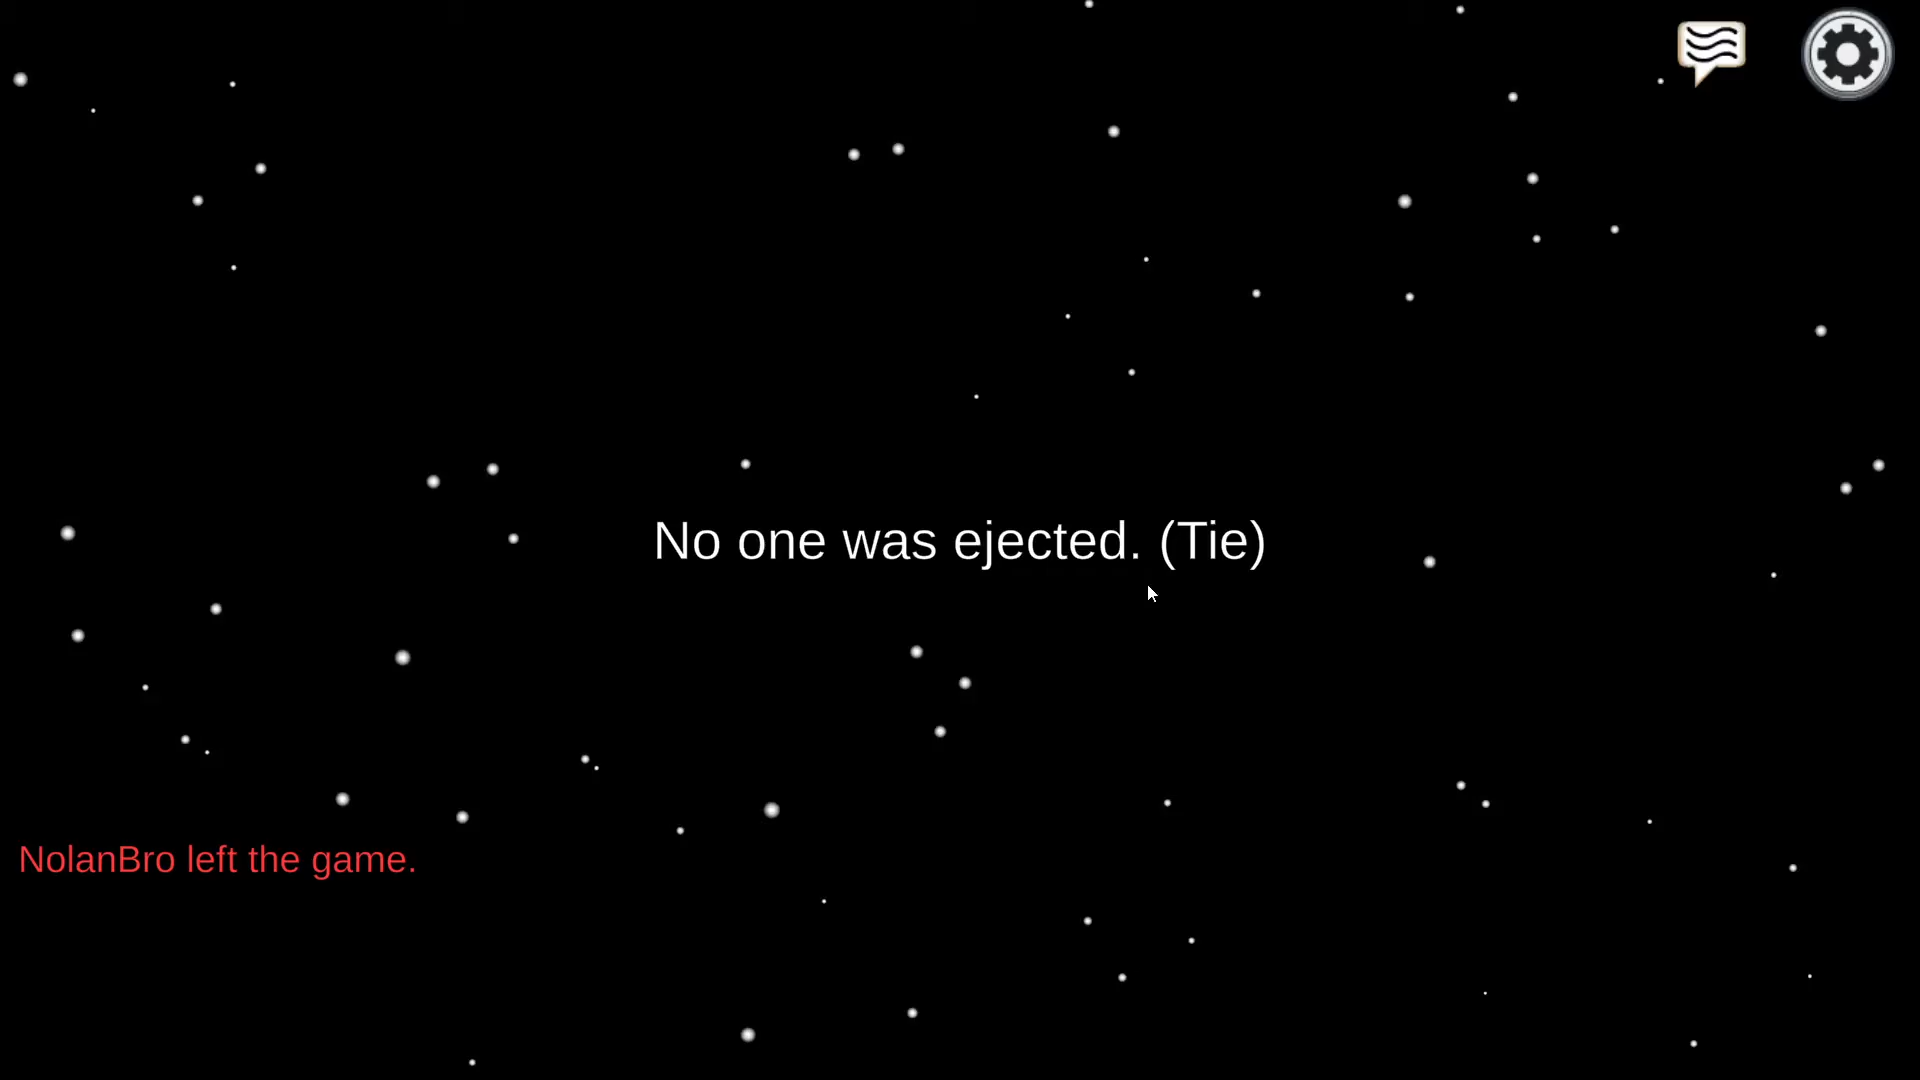 No one was ejected. (Tie)
NolanBro left the game.